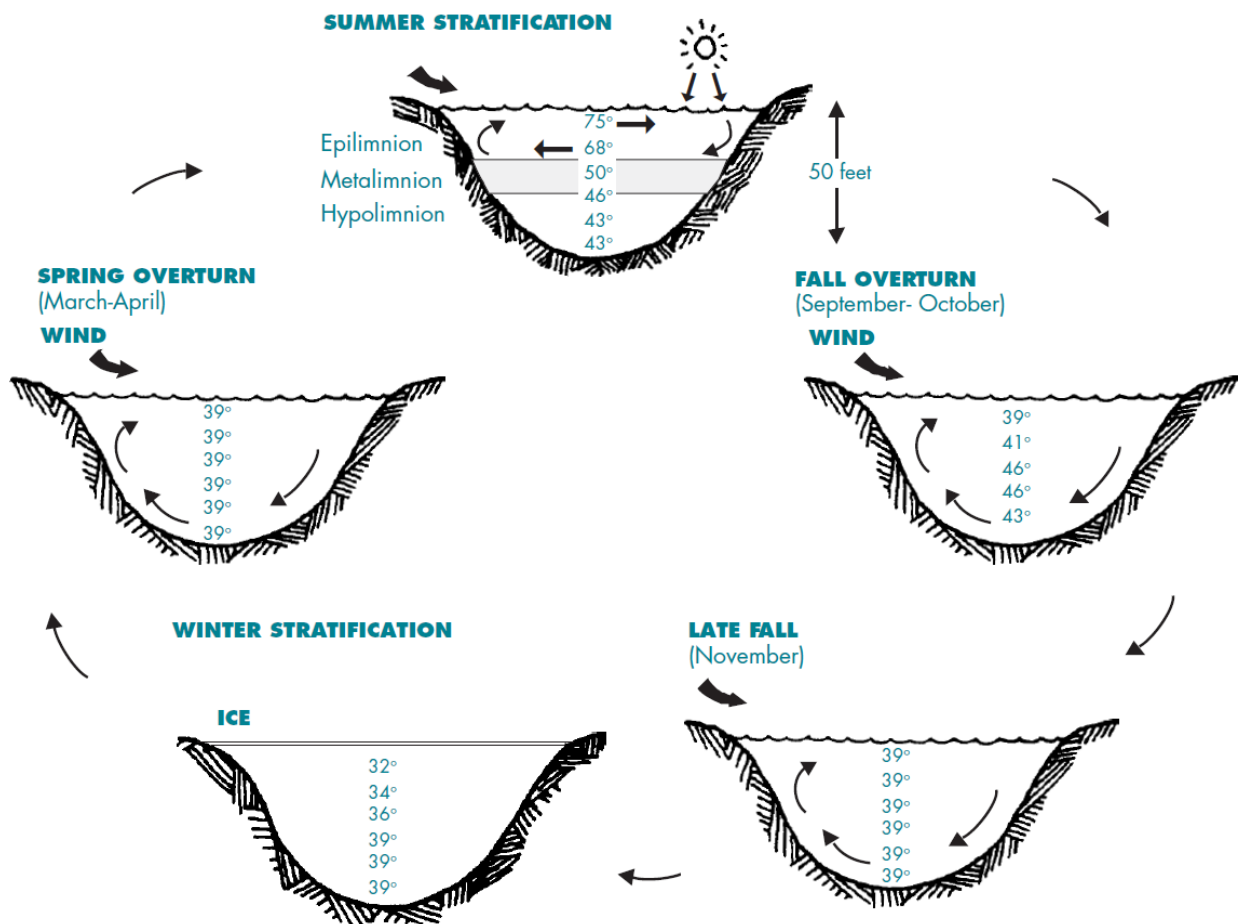 SUMMER STRATIFICATION
75°
Epilimnion
68°
50°
Metalimnion
46°
Hypolimnion
43°
43°
50 feet
SPRING OVERTURN
(March-April)
WIND
39°
39°
39°
39°
39°
39°
FALL OVERTURN
(September- October)
WIND
39°
41°
46°
46°
43°
WINTER STRATIFICATION
ICE
32°
34°
36°
39°
39°
39°
LATE FALL
(November)
39°
39°
39°
39°
39°
39°